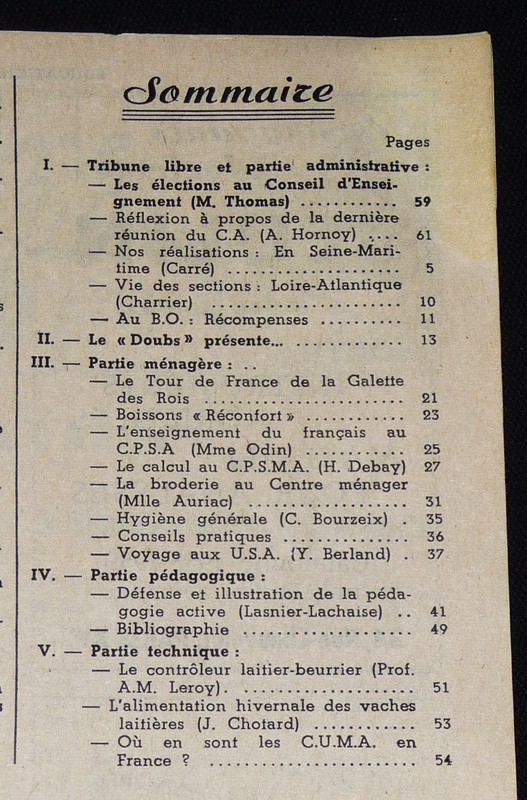 Sommaire
Pages
I. — Tribune libre et partie administrative :
— Les élections au Conseil d'Ensei-
gnement (M. Thomas) ............ 59
— Réflexion à propos de la dernière
réunion du C.A. (A. Hornoy) .... 61
— Nos réalisations : En Seine-Mari-
time (Carré) ..................... 5
— Vie des sections : Loire-Atlantique
(Charrier) ....................... 10
— Au B.O. : Récompenses .......... 11
II. — Le « Doubs » présente... ............. 13
III. — Partie ménagère : ..
— Le Tour de France de la Galette
des Rois ........................ 21
— Boissons « Réconfort » ............ 23
— L'enseignement du français au
C.P.S.A (Mme Odin) ............ 25
— Le calcul au C.P.S.M.A. (H. Debay) 27
— La broderie au Centre ménager
(Mlle Auriac) ................... 31
— Hygiène générale (C. Bourzeix) . 35
— Conseils pratiques ............... 36
— Voyage aux U.S.A. (Y. Berland) . 37
IV. — Partie pédagogique :
— Défense et illustration de la péda-
gogie active (Lasnier-Lachaise) .. 41
— Bibliographie .................... 49
V. — Partie technique :
— Le contrôleur laitier-beurrier (Prof.
A.M. Leroy). .................... 51
— L'alimentation hivernale des vaches
laitières (J. Chotard) ............ 53
— Où en sont les C.U.M.A. en
France ? ......................... 54